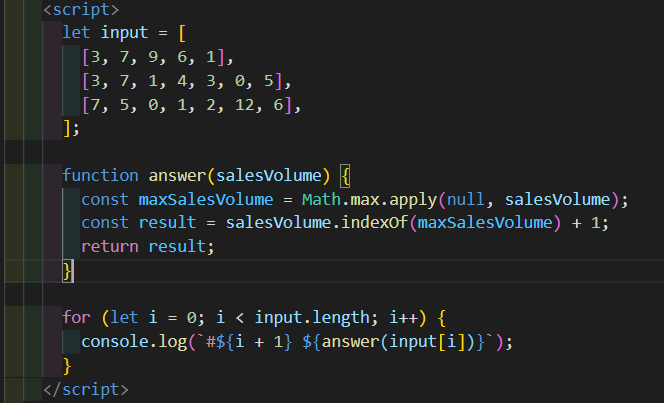 <script>
let input = [
[3, 7, 9, 6, 1],
[3, 7, 1, 4, 3, 0, 5],
[7, 5, 0, 1, 2, 12, 6],
];
function answer(salesVolume) {
const maxSalesVolume = Math.max.apply(null, salesVolume);
const result = salesVolume.indexOf(maxSalesVolume) + 1;
return result;
}
for (let i = 0; i < input.length; i++) {
console.log(`#${i + 1} ${answer(input[i])}`);
}
</script>